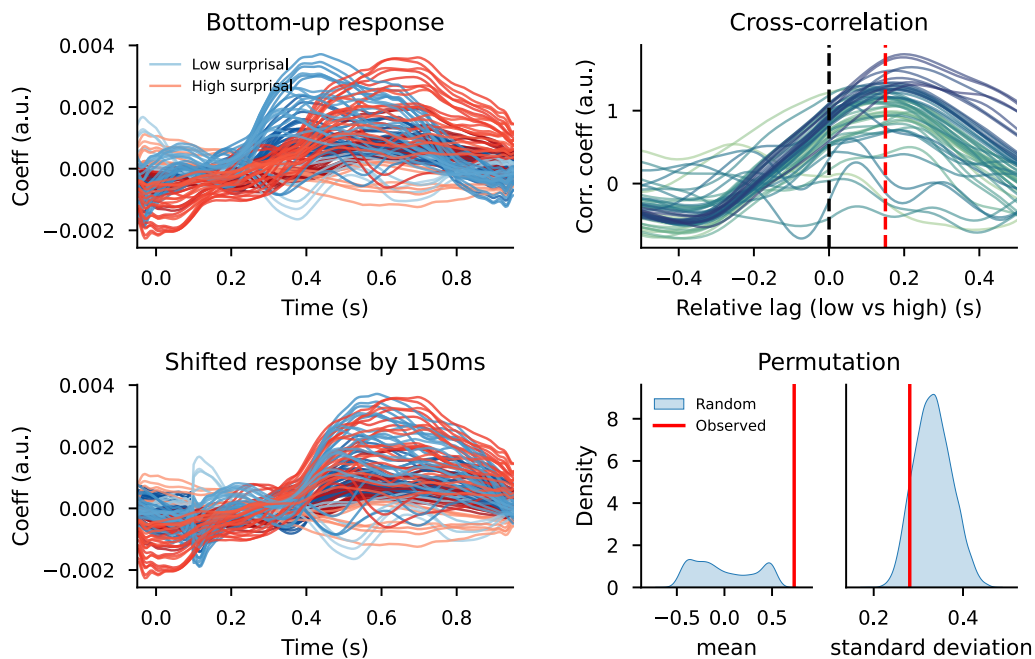 Bottom-up response
0.004
0.002
0.000
−0.002
Coeff (a.u.)
Low surprisal
High surprisal
0.0 0.2 0.4 0.6 0.8
Time (s)
Cross-correlation
1
0
Corr. coeff (a.u.)
−0.4 −0.2 0.0 0.2 0.4
Relative lag (low vs high) (s)
Shifted response by 150ms
0.004
0.002
0.000
−0.002
Coeff (a.u.)
0.0 0.2 0.4 0.6 0.8
Time (s)
Permutation
8
6
4
2
0
Density
Random
Observed
−0.5 0.0 0.5
mean
0.2 0.4
standard deviation